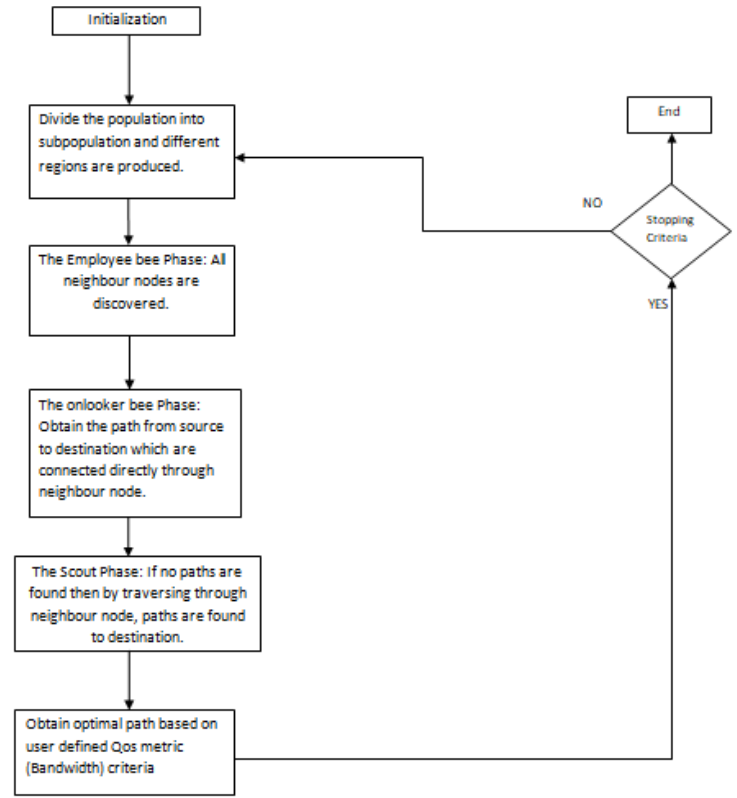 Initialization
Divide the population into
subpopulation and different
regions are produced.
The Employee bee Phase: All
neighbour nodes are
discovered.
The onlooker bee Phase:
Obtain the path from source
to destination which are
connected directly through
neighbour node.
The Scout Phase: If no paths are
found then by traversing through
neighbour node, paths are found
to destination.
Obtain optimal path based on
user defined Qos metric
(Bandwidth) criteria
End
NO
Stopping
Criteria
YES